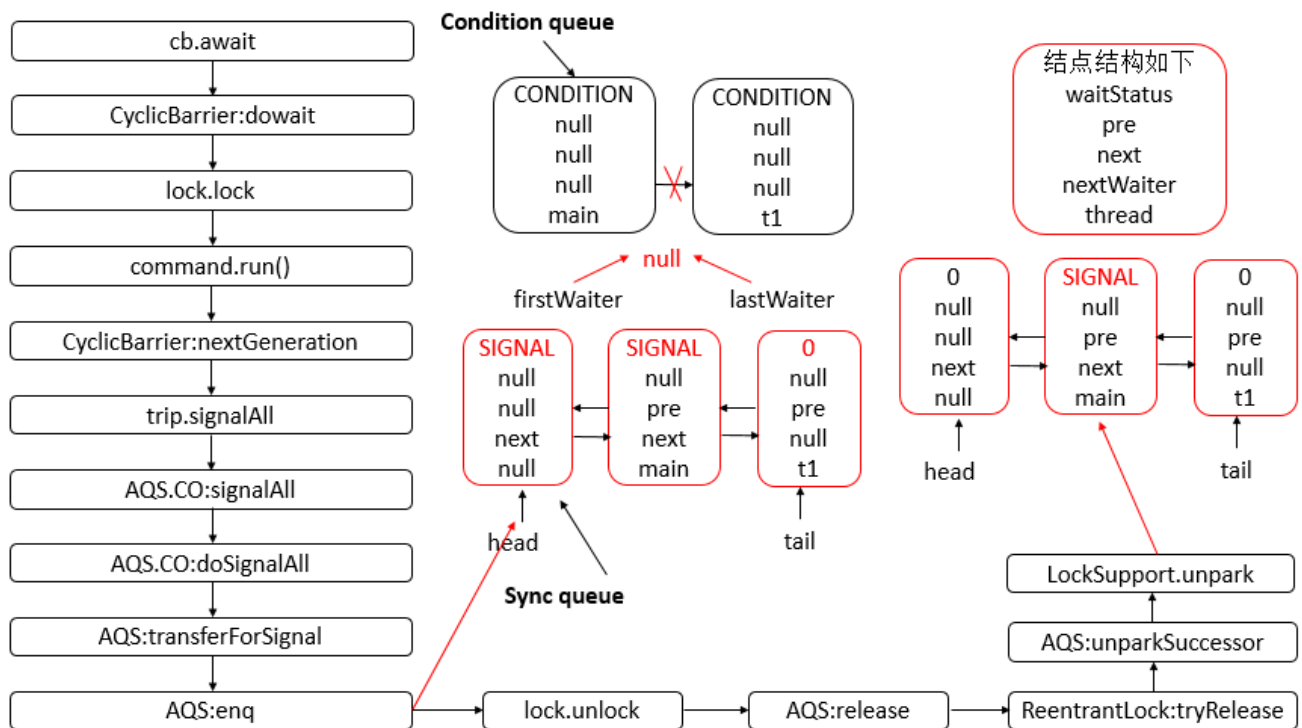 cb.await
CyclicBarrier:dowait
lock.lock
command.run()
CyclicBarrier:nextGeneration
trip.signalAll
AQS.CO:signalAll
AQS.CO:doSignalAll
AQS:transferForSignal
AQS:enq
Condition queue
CONDITION
null
null
null
main
CONDITION
null
null
null
t1
null
firstWaiter
lastWaiter
SIGNAL
null
null
next
null
SIGNAL
null
pre
next
main
0
null
pre
null
t1
head
tail
Sync queue
结点结构如下
waitStatus
pre
next
nextWaiter
thread
0
null
null
next
null
SIGNAL
null
pre
next
main
0
null
pre
null
t1
head
tail
LockSupport.unpark
AQS:unparkSuccessor
lock.unlock
AQS:release
ReentrantLock:tryRelease